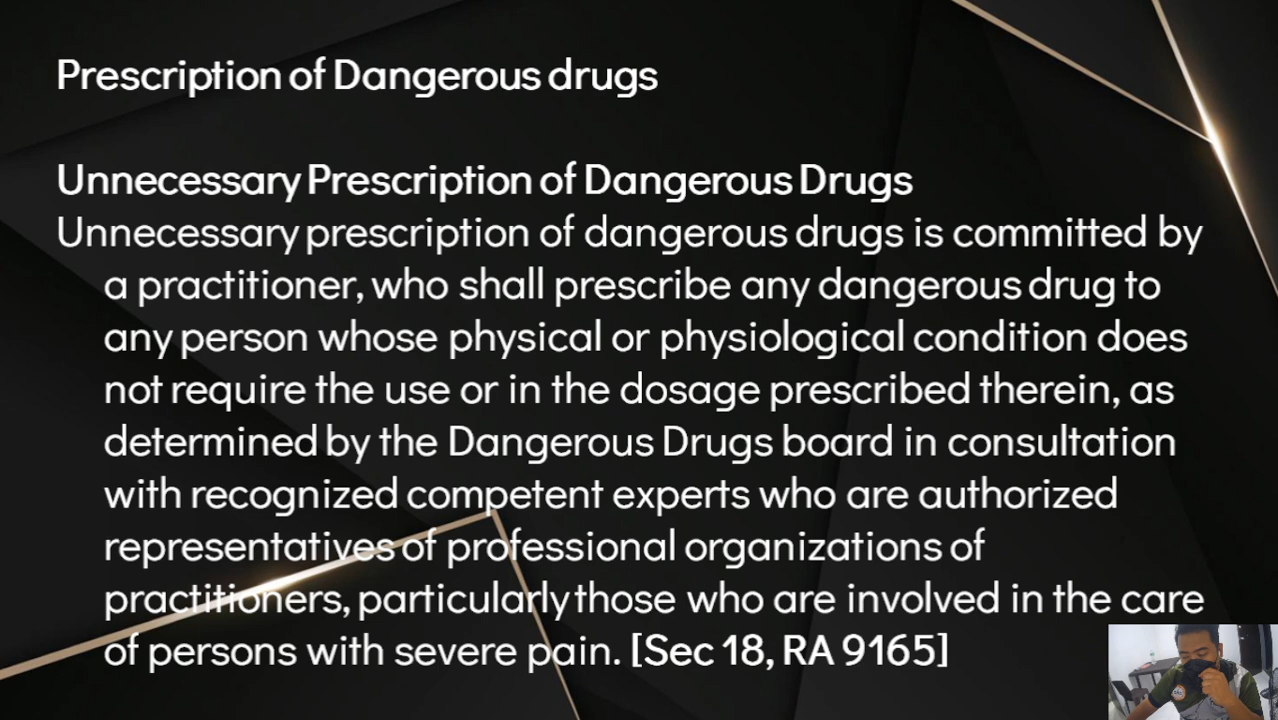 Prescription of Dangerous drugs
Unnecessary Prescription of Dangerous Drugs
Unnecessary prescription of dangerous drugs is committed by
a practitioner, who shall prescribe any dangerous drug to
any person whose physical or physiological condition does
not require the use or in the dosage prescribed therein, as
determined by the Dangerous Drugs board in consultation
with recognized competent experts who are authorized
representatives of professional organizations of
practitioners, particularly those who are involved in the care
of persons with severe pain. [Sec 18, RA 9165]